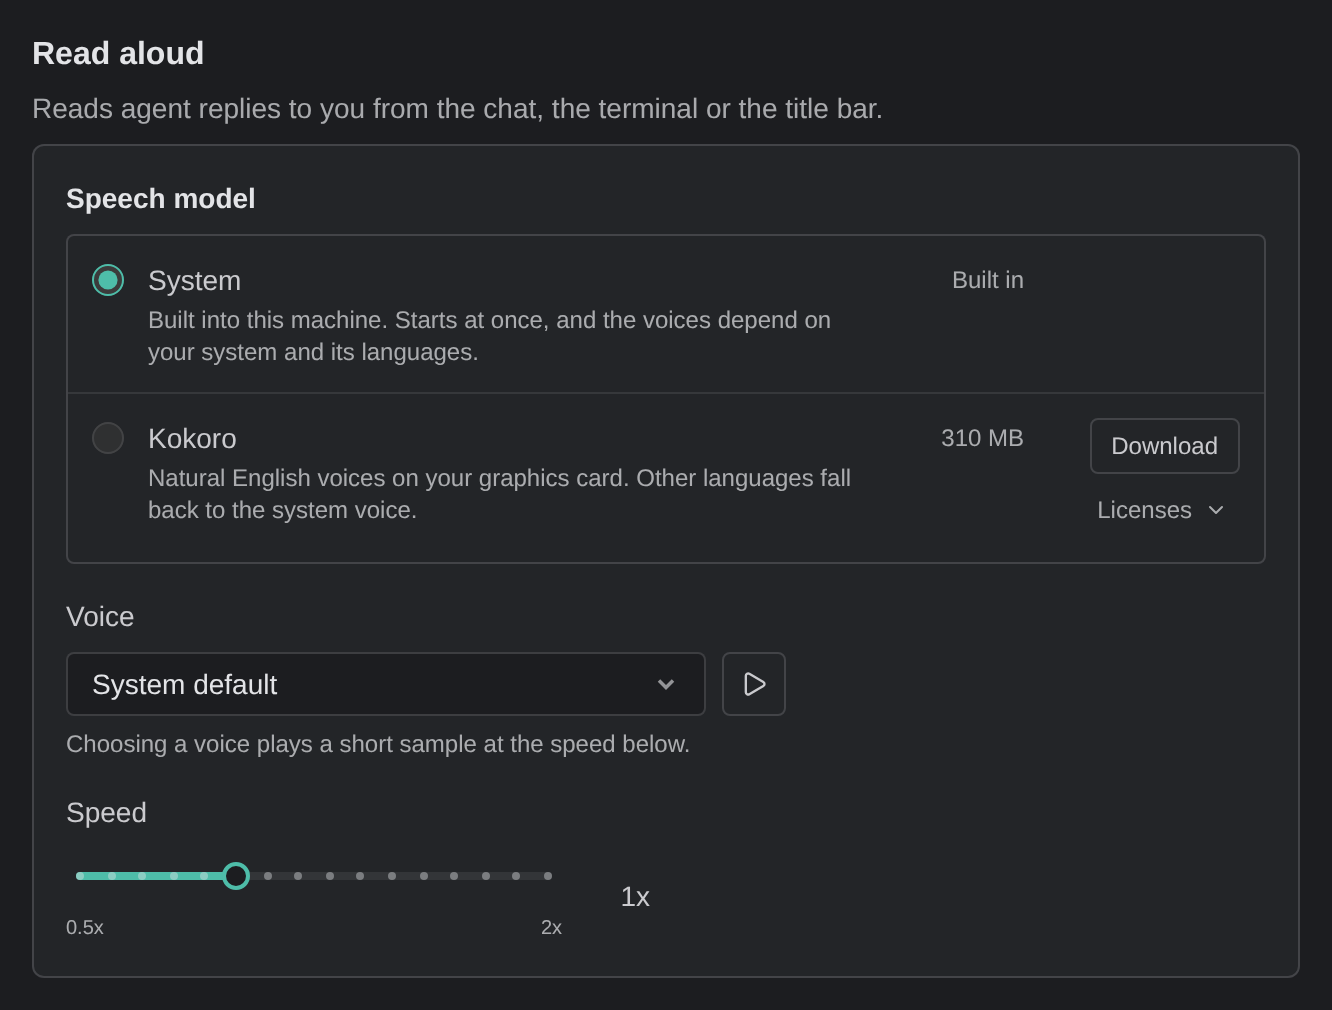 Read aloud
Reads agent replies to you from the chat, the terminal or the title bar.
Speech model
System
Built in
Built into this machine. Starts at once, and the voices depend on
your system and its languages.
Kokoro
310 MB
Download
Natural English voices on your graphics card. Other languages fall
back to the system voice.
Licenses
Voice
System default
Choosing a voice plays a short sample at the speed below.
Speed
1x
0.5x
2x